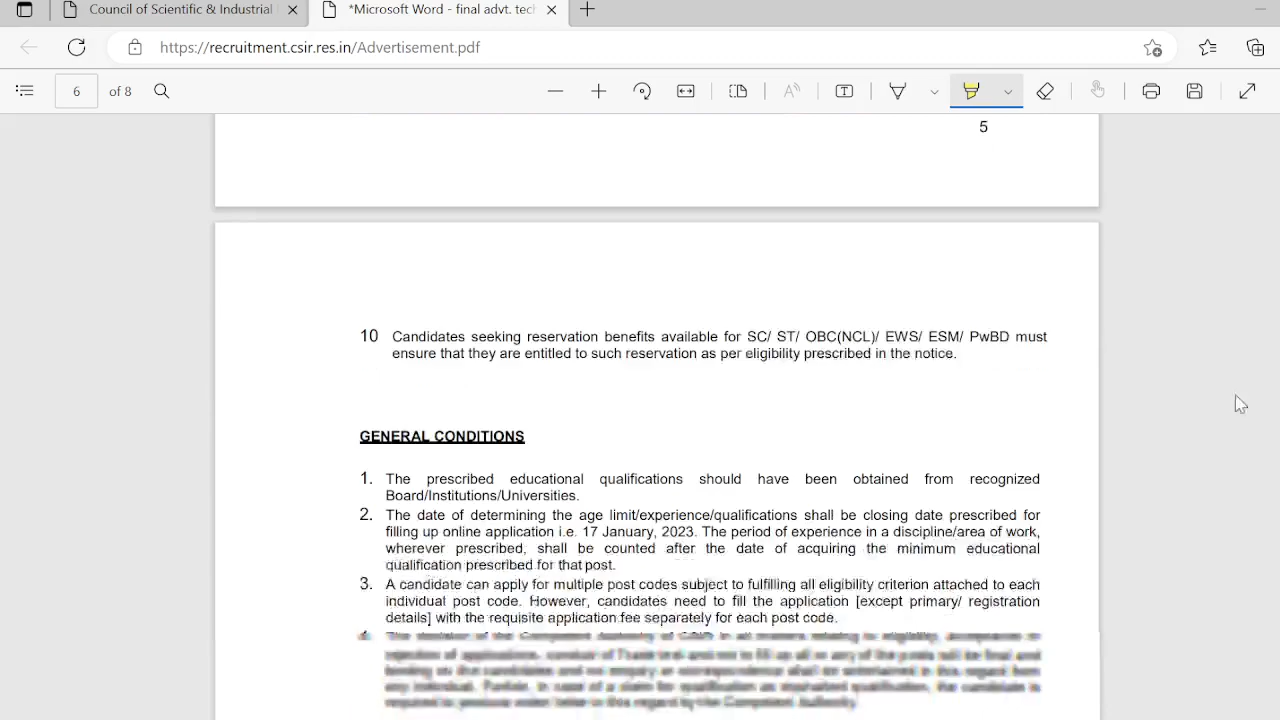 Council of Scientific & Industrial
*Microsoft Word - final advt. tech
https://recruitment.csir.res.in/Advertisement.pdf
6 of 8
5
10 Candidates seeking reservation benefits available for SC/ ST/ OBC(NCL)/ EWS/ ESM/ PwBD must
ensure that they are entitled to such reservation as per eligibility prescribed in the notice.
GENERAL CONDITIONS
1. The prescribed educational qualifications should have been obtained from recognized
Board/Institutions/Universities.
2. The date of determining the age limit/experience/qualifications shall be closing date prescribed for
filling up online application i.e. 17 January, 2023. The period of experience in a discipline/area of work,
wherever prescribed, shall be counted after the date of acquiring the minimum educational
qualification prescribed for that post.
3. A candidate can apply for multiple post codes subject to fulfilling all eligibility criterion attached to each
individual post code. However, candidates need to fill the application [except primary/ registration
details] with the requisite application fee separately for each post code.